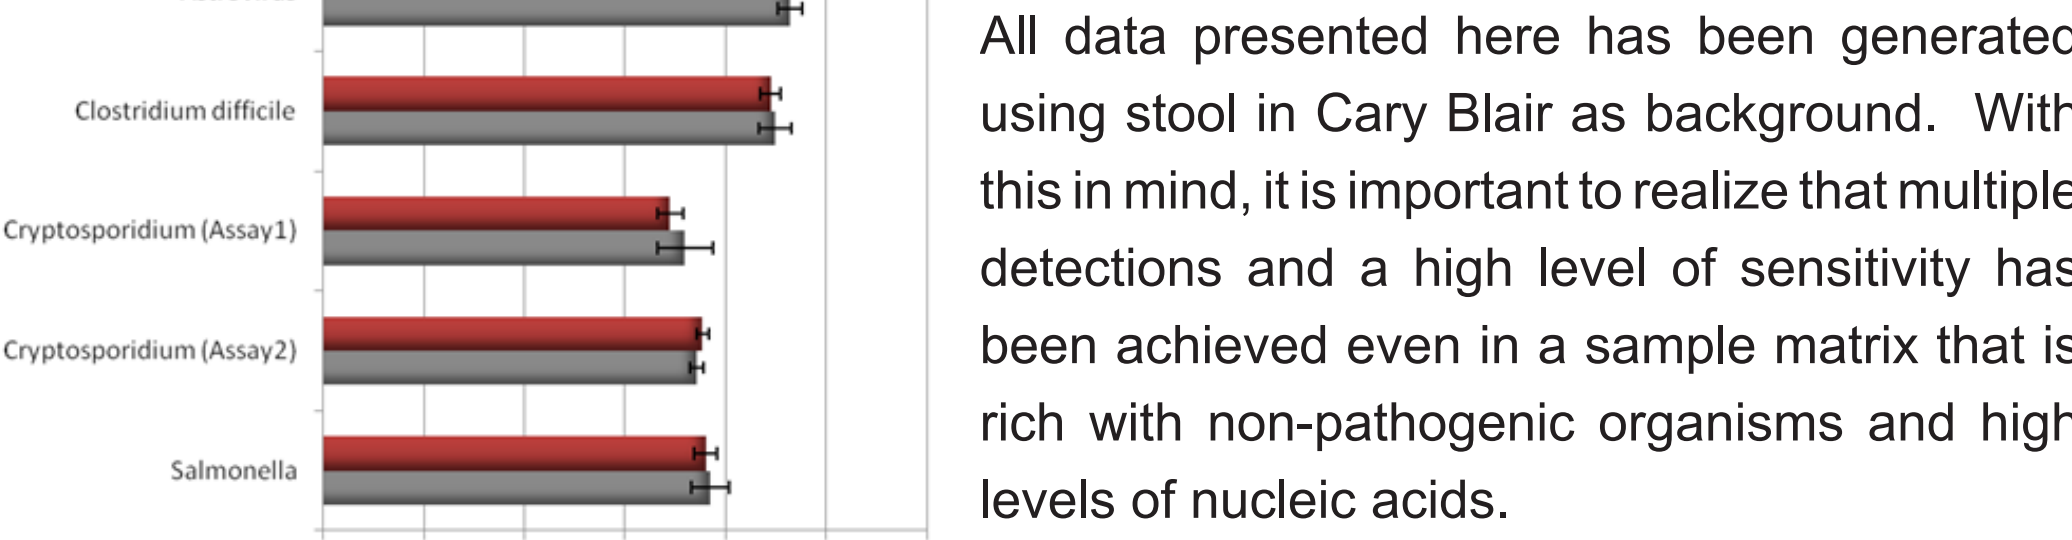 Clostridium difficile
Cryptosporidium (Assay1)
Cryptosporidium (Assay2)
Salmonella
All data presented here has been generated
using stool in Cary Blair as background. With
this in mind, it is important to realize that multiple
detections and a high level of sensitivity has
been achieved even in a sample matrix that is
rich with non-pathogenic organisms and high
levels of nucleic acids.